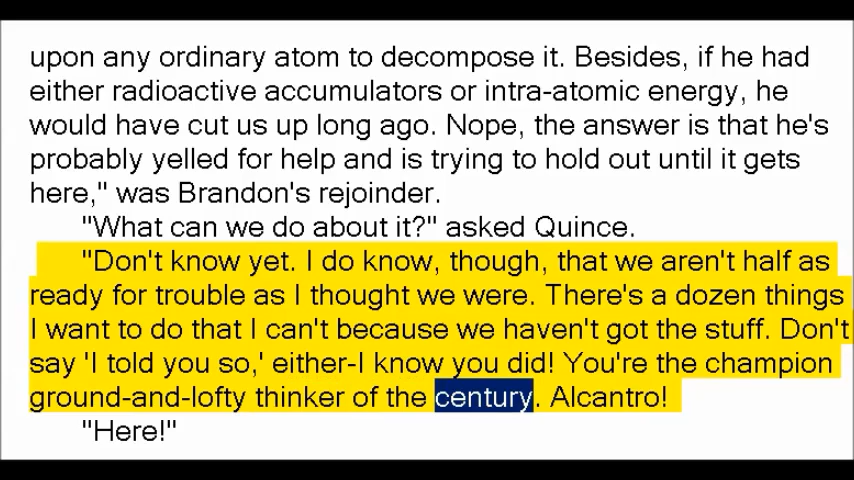 upon any ordinary atom to decompose it. Besides, if he had
either radioactive accumulators or intra-atomic energy, he
would have cut us up long ago. Nope, the answer is that he's
probably yelled for help and is trying to hold out until it gets
here," was Brandon's rejoinder.
"What can we do about it?" asked Quince.
"Don't know yet. I do know, though, that we aren't half as
ready for trouble as I thought we were. There's a dozen things
I want to do that I can't because we haven't got the stuff. Don't
say 'I told you so,' either-I know you did! You're the champion
ground-and-lofty thinker of the century. Alcantro!
"Here!"